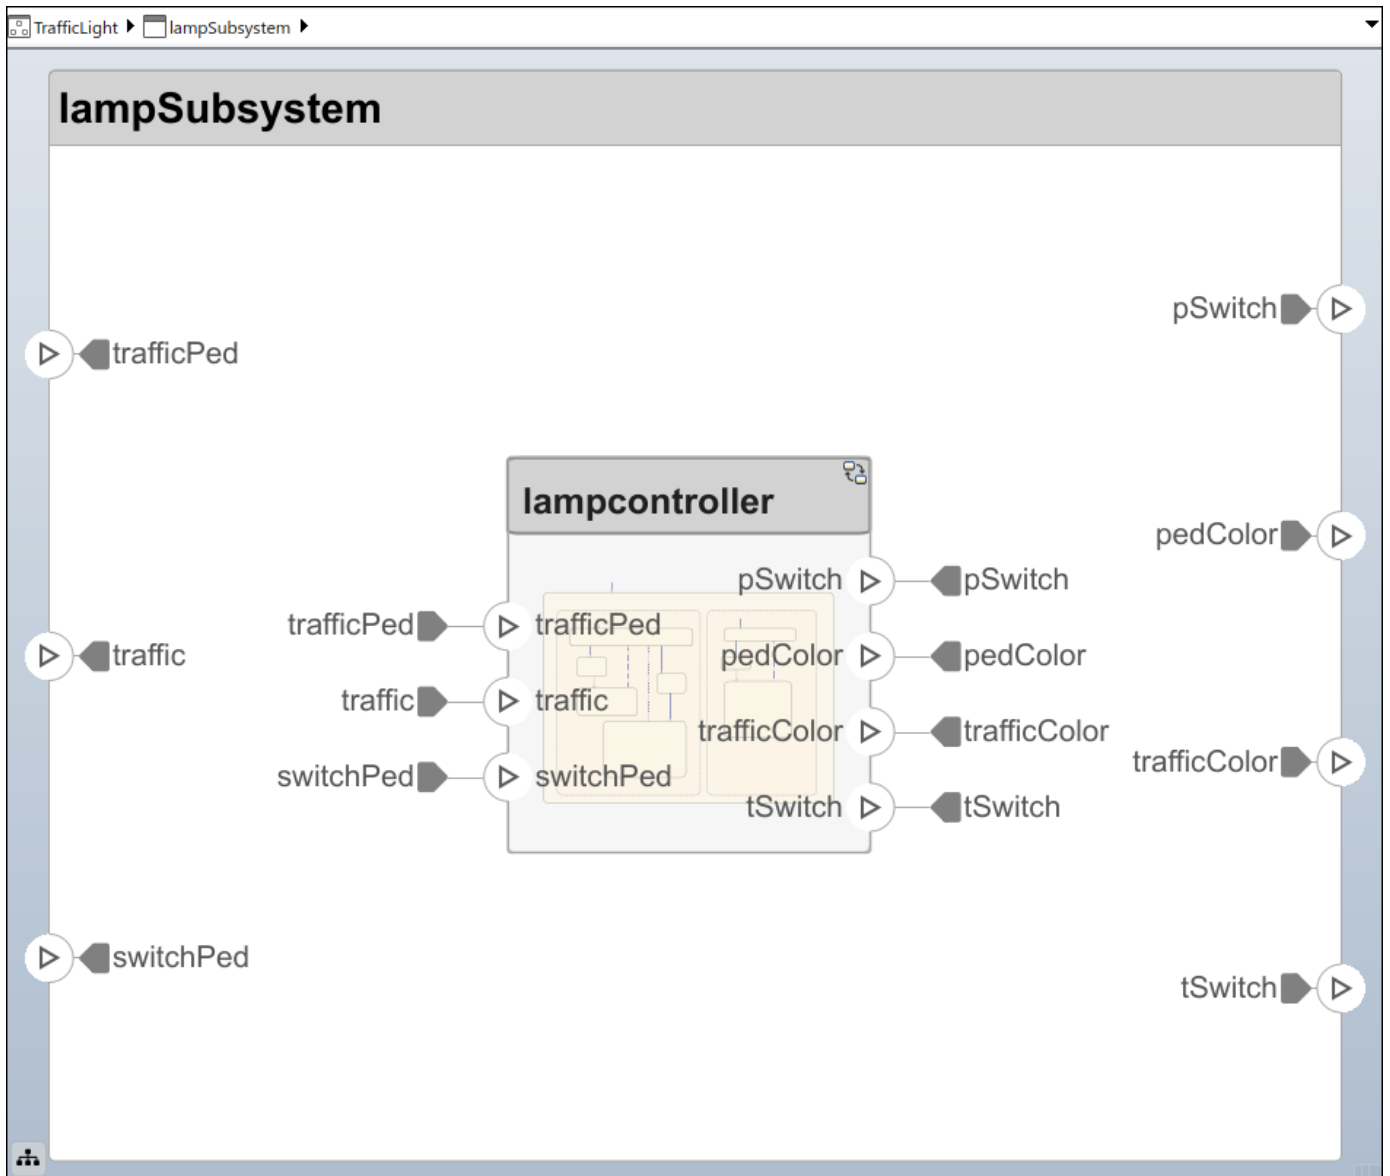 TrafficLight lampSubsystem
lampSubsystem
pSwitch
trafficPed
pedColor
lampcontroller
pSwitch pSwitch
trafficPed trafficPed
traffic
pedColor pedColor
traffic traffic
trafficColor trafficColor
trafficColor
switchPed switchPed
tSwitch tSwitch
switchPed
tSwitch